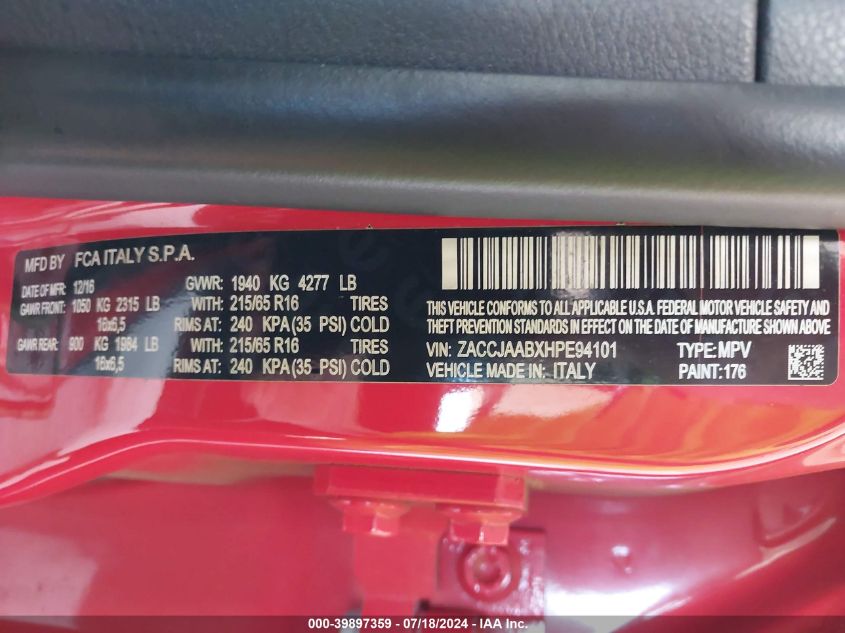 MFD BY FCA ITALY S.P.A.
DATE OF MFR: 12/16 GVWR: 1940 KG 4277 LB
GAWR FRONT: 1050 KG 2315 LB WITH: 215/65 R16 TIRES
16x6,5 RIMS AT: 240 KPA (35 PSI) COLD
GAWR REAR: 900 KG 1984 LB WITH: 215/65 R16 TIRES
16x6,5 RIMS AT: 240 KPA (35 PSI) COLD
THIS VEHICLE CONFORMS TO ALL APPLICABLE U.S.A. FEDERAL MOTOR VEHICLE SAFETY AND
THEFT PREVENTION STANDARDS IN EFFECT ON THE DATE OF MANUFACTURE SHOWN ABOVE
VIN: ZACCJAABXHPE94101 TYPE: MPV
VEHICLE MADE IN: ITALY PAINT: 176
000-39897359 - 07/18/2024 - IAA Inc.